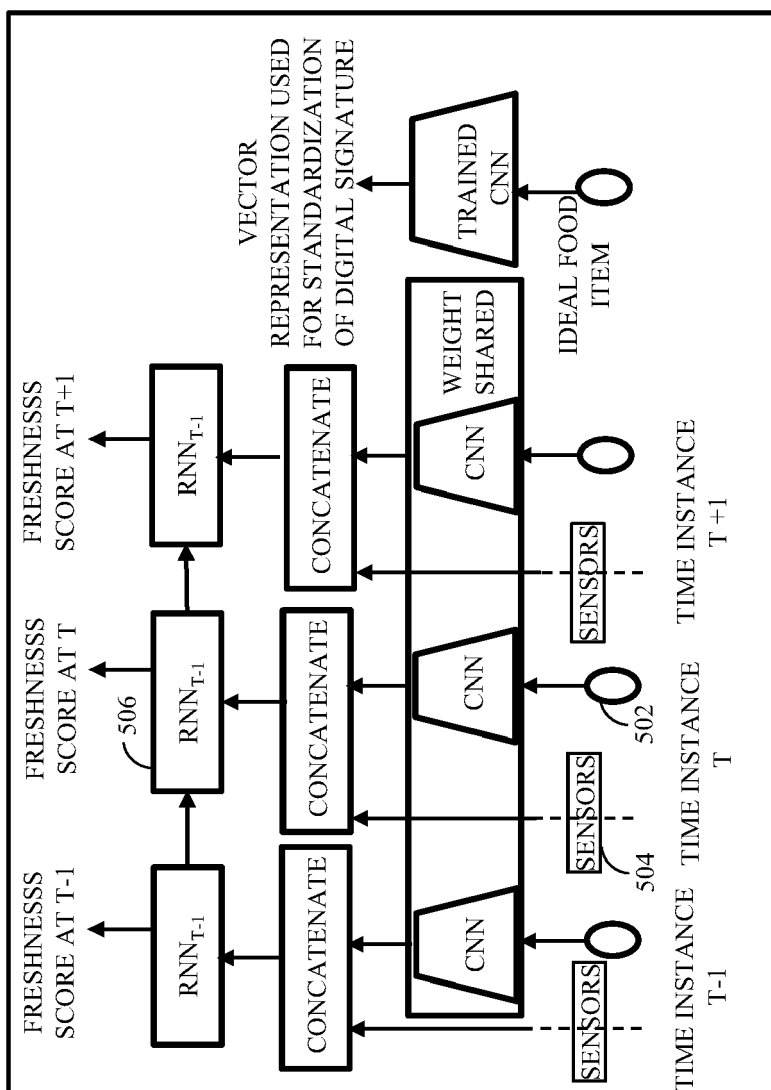 FRESHNESSS
SCORE AT T-1
FRESHNESSS
SCORE AT T
FRESHNESSS
SCORE AT T+1
506
RNNT-1
RNNT-1
RNNT-1
VECTOR
REPRESENTATION USED
FOR STANDARDIZATION
OF DIGITAL SIGNATURE
CONCATENATE
CONCATENATE
CONCATENATE
CNN
CNN
CNN
WEIGHT
SHARED
TRAINED
CNN
SENSORS
SENSORS
504
502
SENSORS
IDEAL FOOD
ITEM
TIME INSTANCE
T-1
TIME INSTANCE
T
TIME INSTANCE
T +1